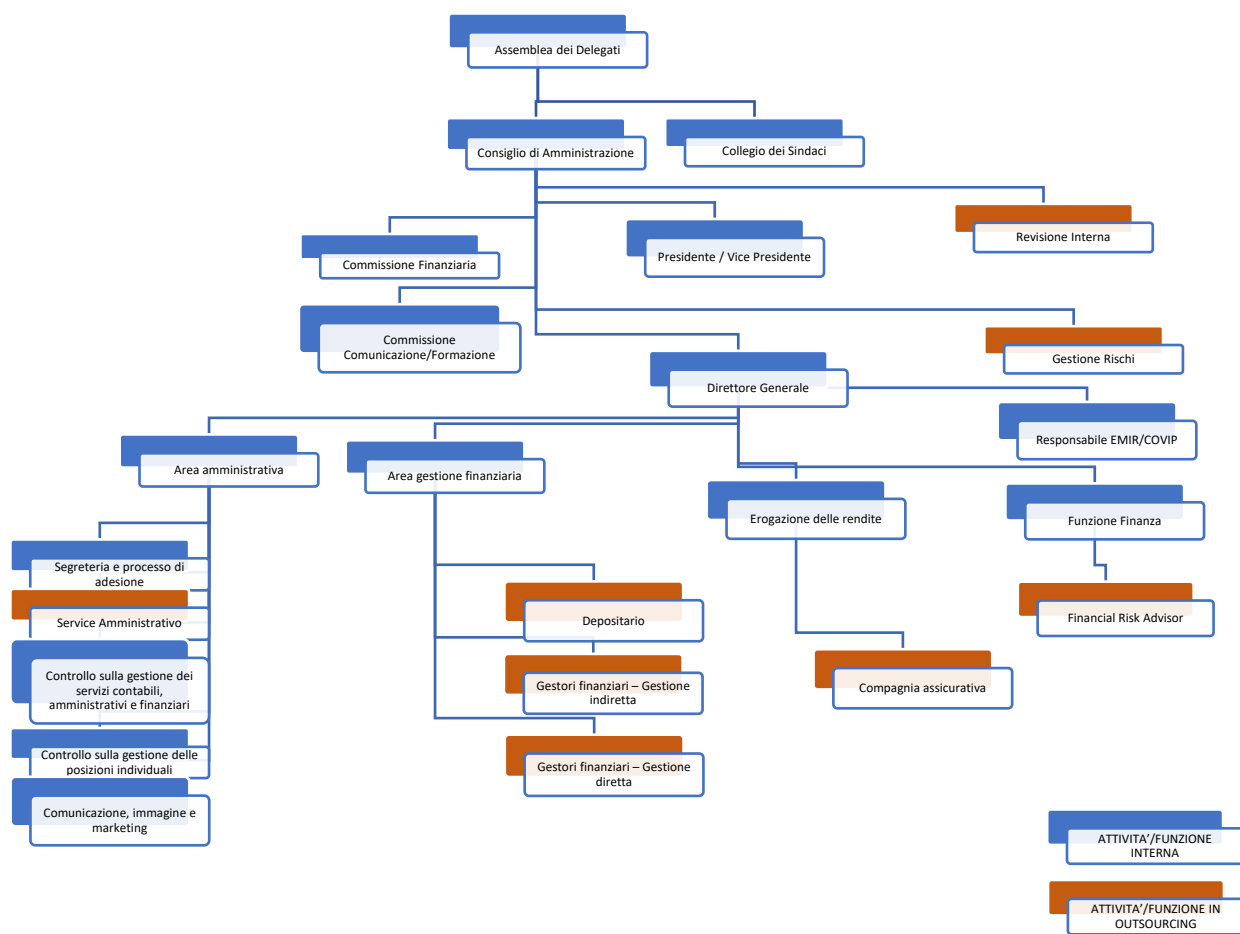 Assemblea dei Delegati
Consiglio di Amministrazione
Collegio dei Sindaci
Revisione Interna
Presidente / Vice Presidente
Commissione Finanziaria
Commissione
Comunicazione/Formazione
Gestione Rischi
Direttore Generale
Responsabile EMIR/COVIP
Area amministrativa
Area gestione finanziaria
Erogazione delle rendite
Funzione Finanza
Segreteria e processo di
adesione
Service Amministrativo
Controllo sulla gestione dei
servizi contabili,
amministrativi e finanziari
Controllo sulla gestione delle
posizioni individuali
Comunicazione, immagine e
marketing
Depositario
Gestori finanziari – Gestione
indiretta
Gestori finanziari – Gestione
diretta
Compagnia assicurativa
Financial Risk Advisor
ATTIVITA’/FUNZIONE
INTERNA
ATTIVITA’/FUNZIONE IN
OUTSOURCING